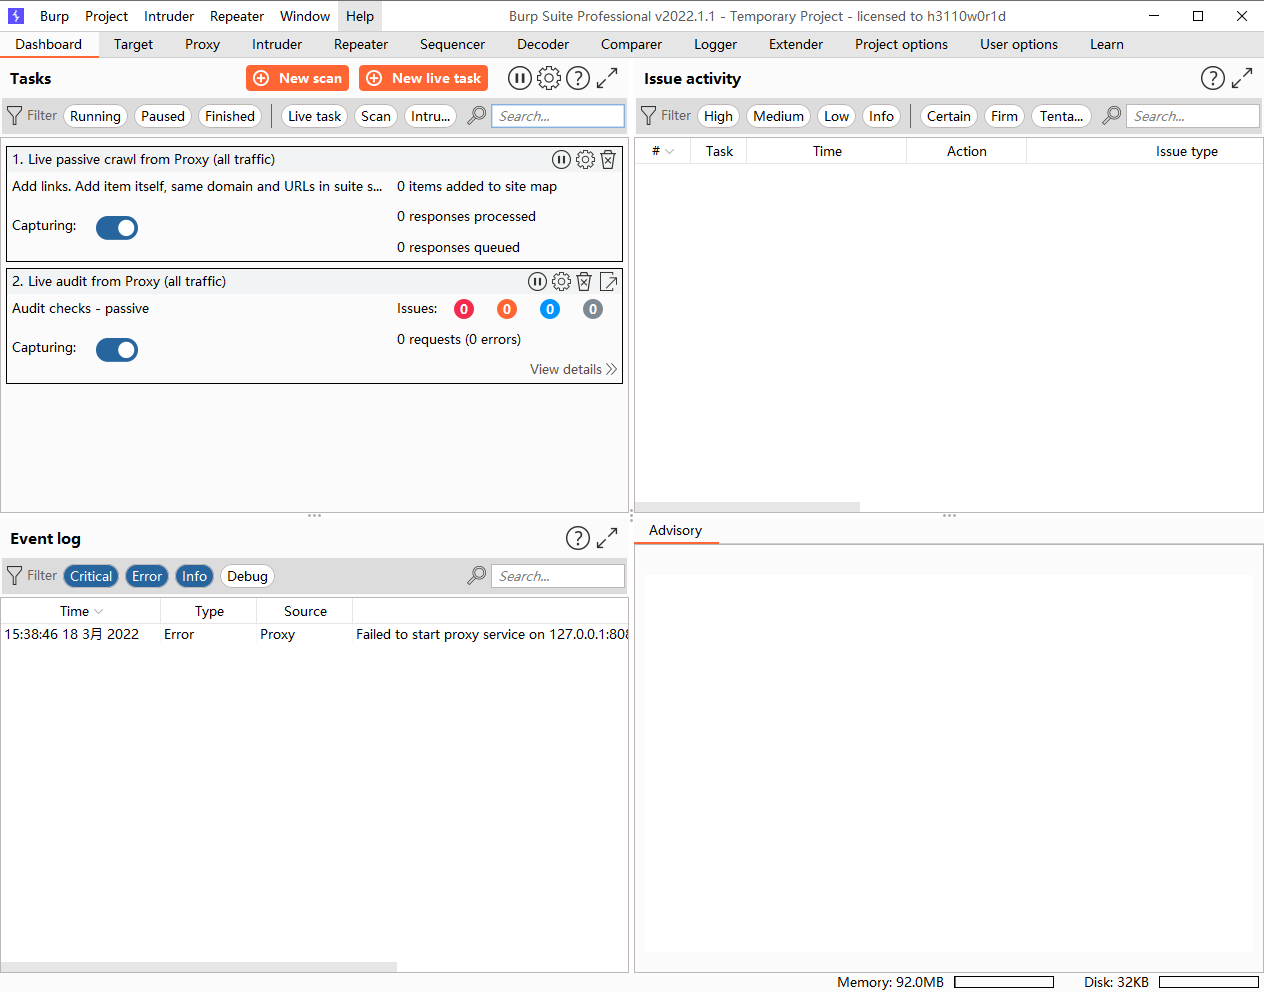 Burp Project Intruder Repeater Window Help Burp Suite Professional v2022.1.1 - Temporary Project - licensed to h3110w0r1d
Dashboard Target Proxy Intruder Repeater Sequencer Decoder Comparer Logger Extender Project options User options Learn
Tasks New scan New live task
Filter Running Paused Finished Live task Scan Intru... Search...
1. Live passive crawl from Proxy (all traffic)
Add links. Add item itself, same domain and URLs in suite s... 0 items added to site map
0 responses processed
Capturing:
0 responses queued
2. Live audit from Proxy (all traffic)
Audit checks - passive Issues: 0 0 0 0
0 requests (0 errors)
Capturing:
View details
Issue activity
Filter High Medium Low Info Certain Firm Tenta... Search...
# Task Time Action Issue type
Event log
Filter Critical Error Info Debug Search...
Time Type Source
15:38:46 18 3月 2022 Error Proxy Failed to start proxy service on 127.0.0.1:808
Advisory
Memory: 92.0MB Disk: 32KB